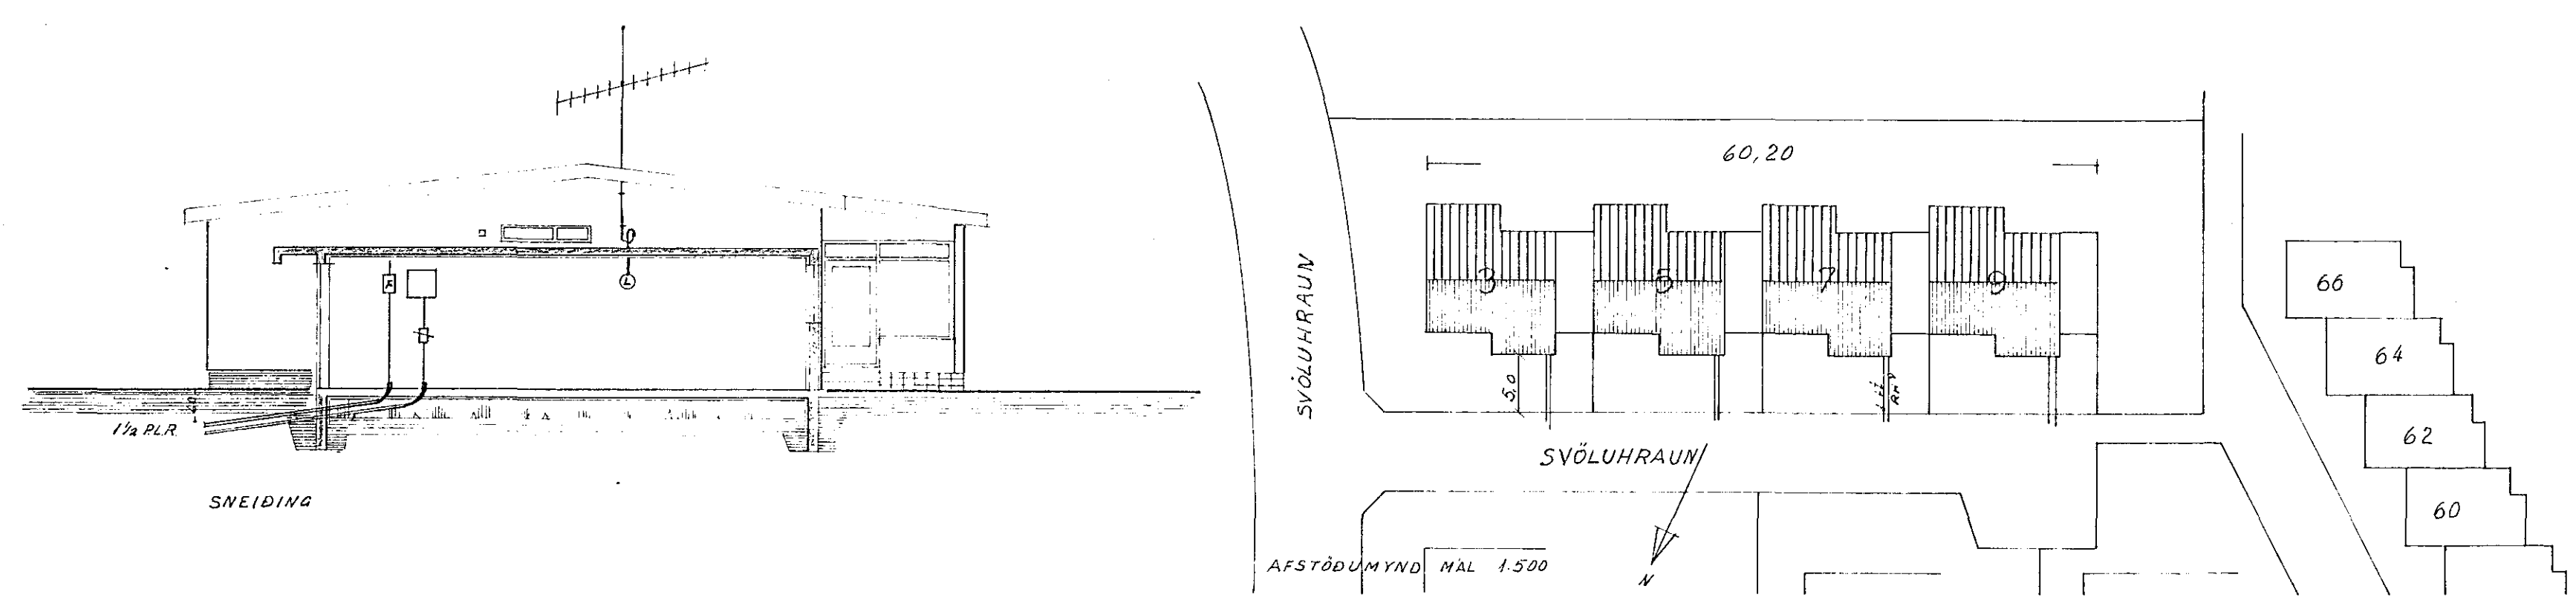 1½ P.L.R.
SNEIÐING
L
60,20
3
5
7
9
5,0
SVÖLUHRAUN
SVÖLUHRAUN
N
AFSTÖÐUMYND MÁL 1:500
66
64
62
60